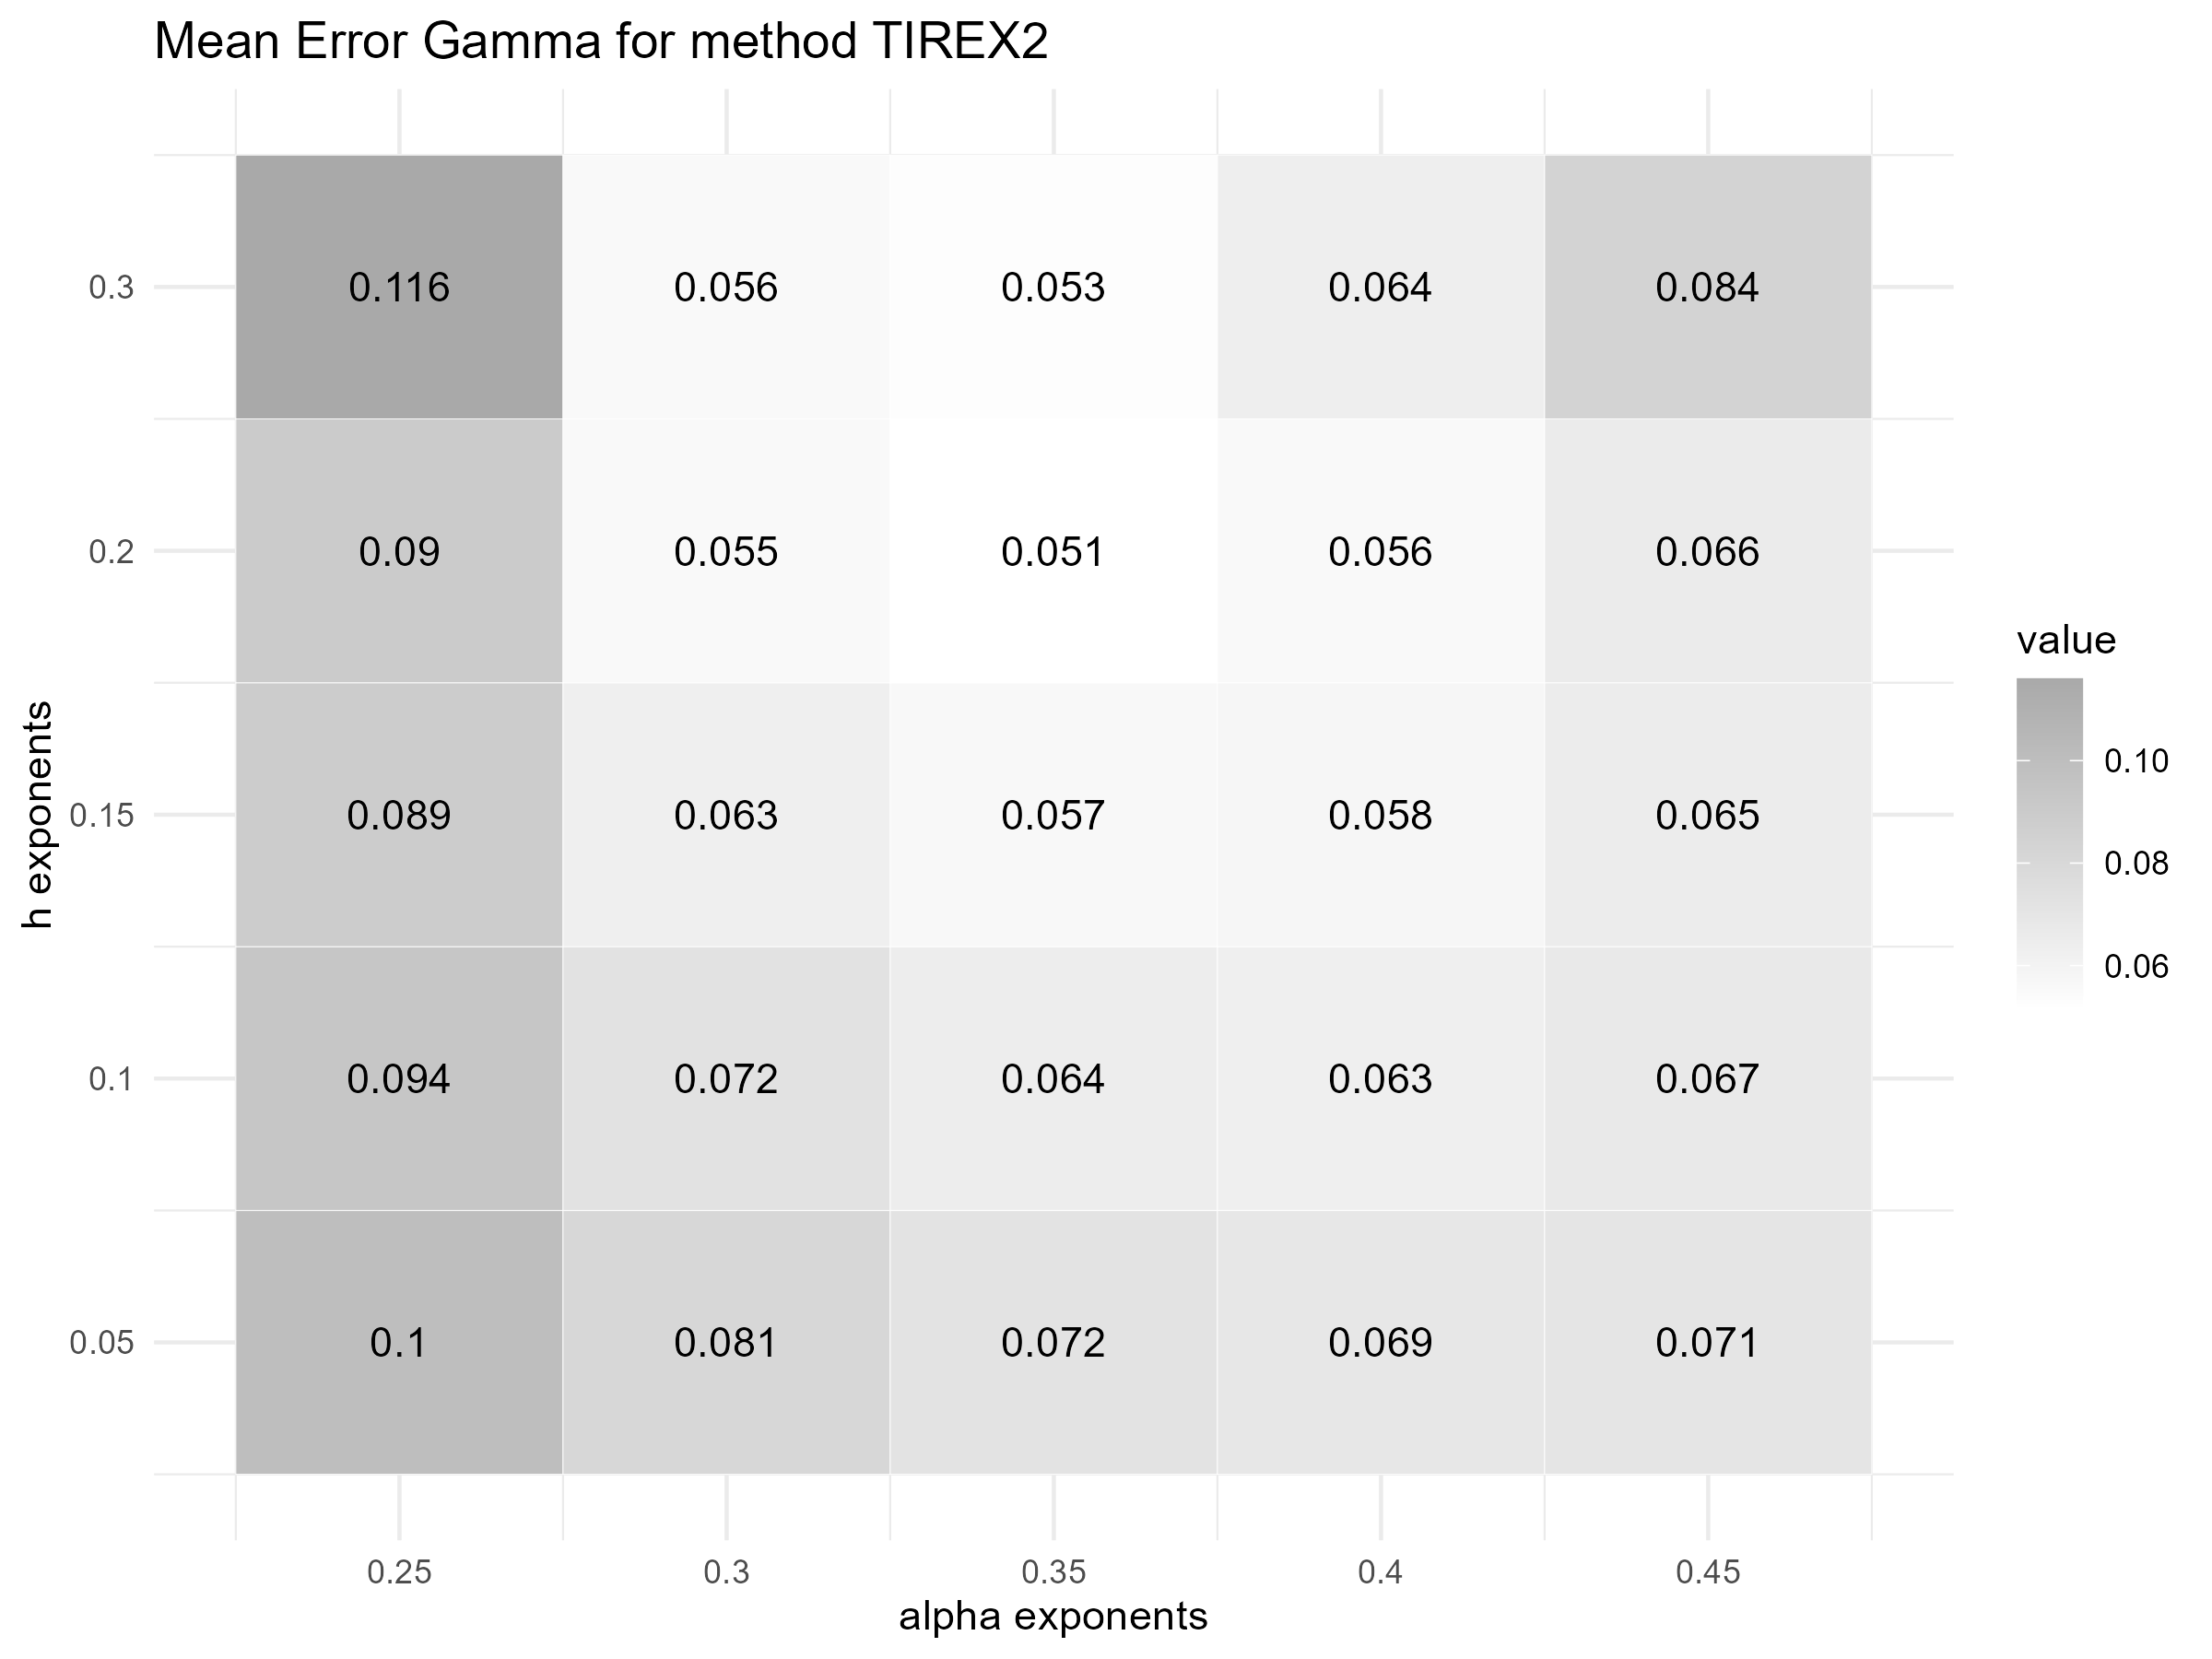 Mean Error Gamma for method TIREX2
0.3 0.116 0.056 0.053 0.064 0.084
0.2 0.09 0.055 0.051 0.056 0.066
0.15 0.089 0.063 0.057 0.058 0.065
0.1 0.094 0.072 0.064 0.063 0.067
0.05 0.1 0.081 0.072 0.069 0.071
0.25 0.3 0.35 0.4 0.45
alpha exponents
h exponents
value
0.10
0.08
0.06